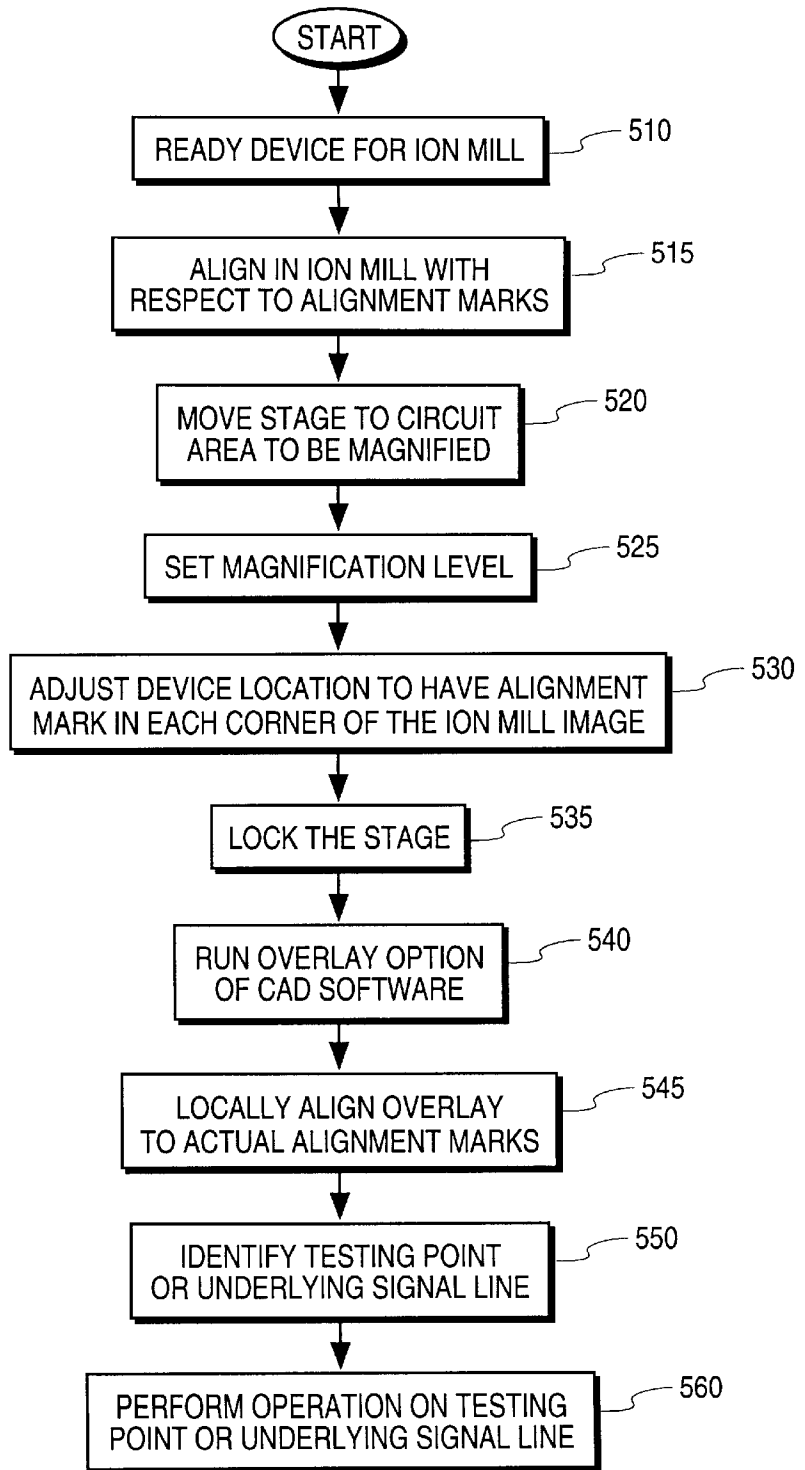 START
READY DEVICE FOR ION MILL
510
ALIGN IN ION MILL WITH
RESPECT TO ALIGNMENT MARKS
515
MOVE STAGE TO CIRCUIT
AREA TO BE MAGNIFIED
520
SET MAGNIFICATION LEVEL
525
ADJUST DEVICE LOCATION TO HAVE ALIGNMENT
MARK IN EACH CORNER OF THE ION MILL IMAGE
530
LOCK THE STAGE
535
RUN OVERLAY OPTION
OF CAD SOFTWARE
540
LOCALLY ALIGN OVERLAY
TO ACTUAL ALIGNMENT MARKS
545
IDENTIFY TESTING POINT
OR UNDERLYING SIGNAL LINE
550
PERFORM OPERATION ON TESTING
POINT OR UNDERLYING SIGNAL LINE
560